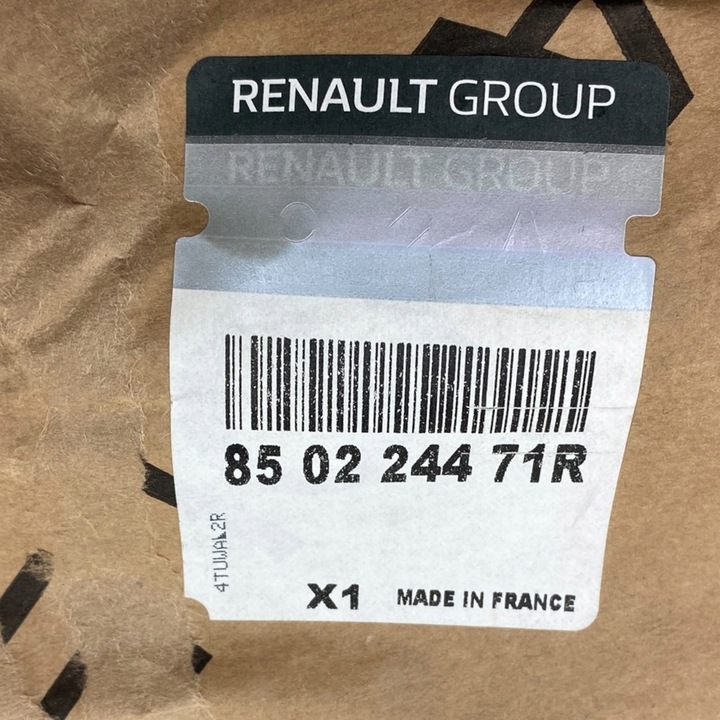 RENAULT GROUP
RENAULT GROUP
85 02 244 71R
4TUWAL2R
X1 MADE IN FRANCE